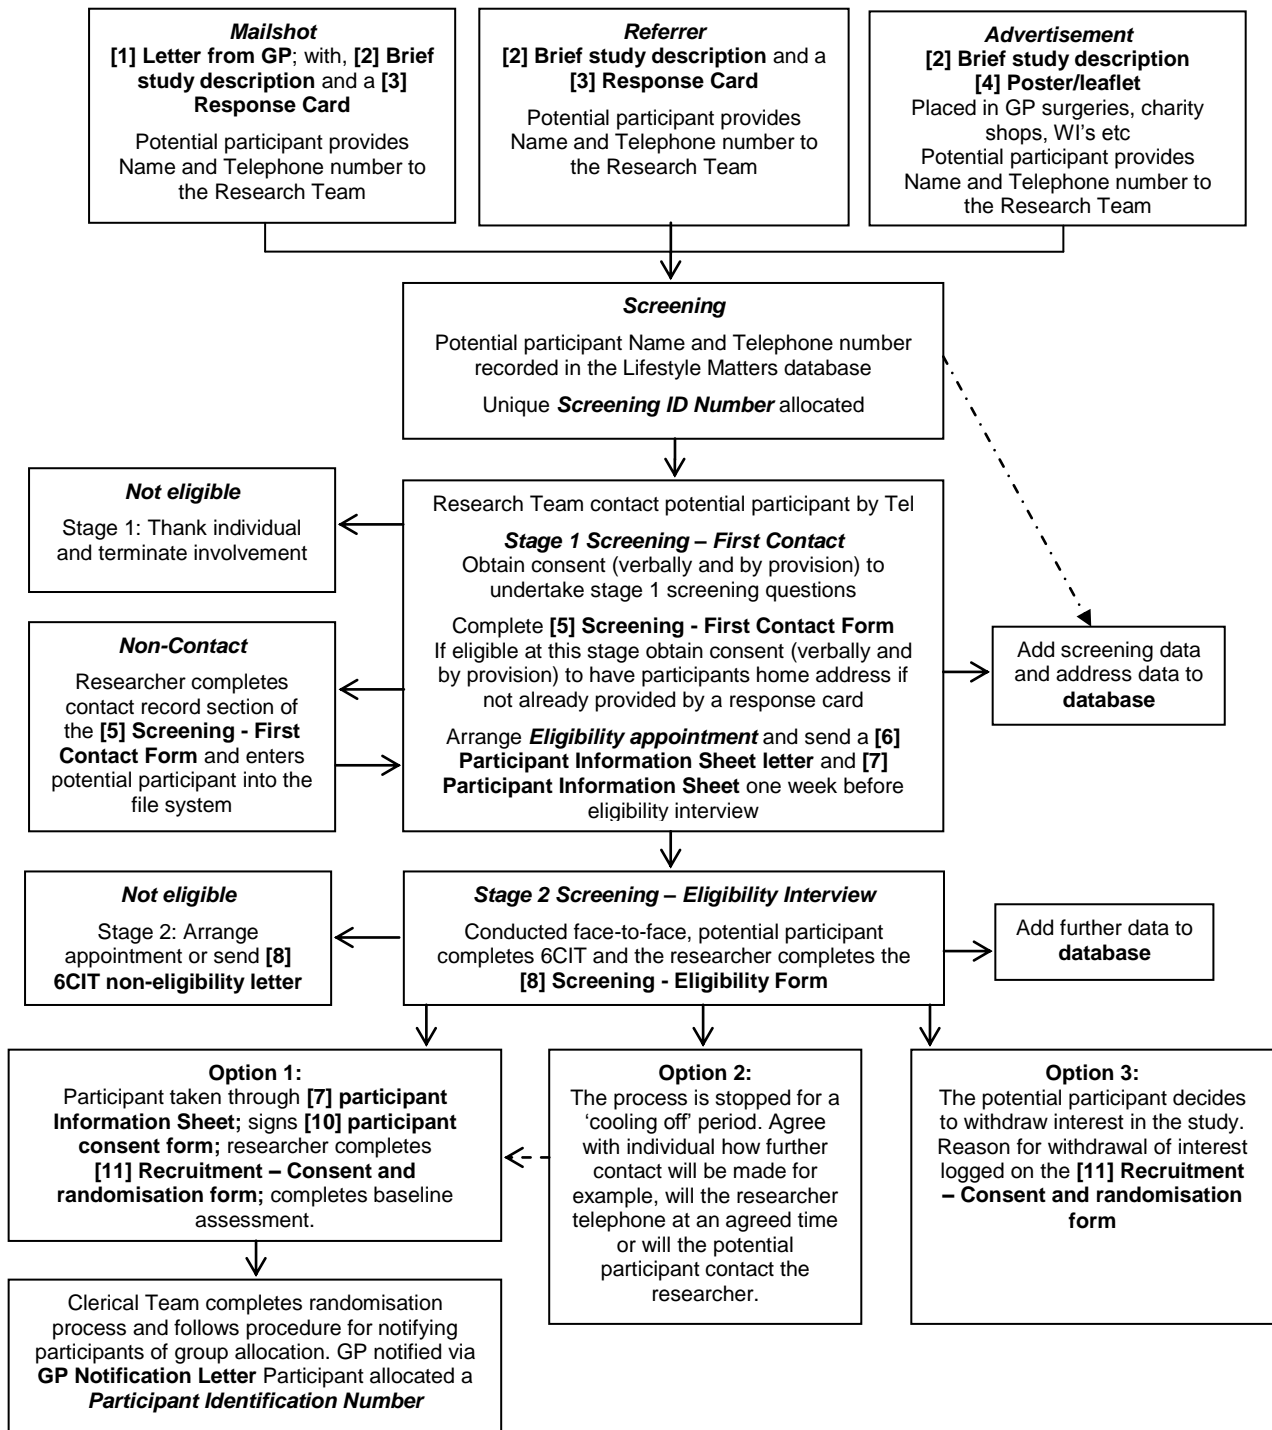 Mailshot
[1] Letter from GP; with, [2] Brief
study description and a [3]
Response Card
Potential participant provides
Name and Telephone number to
the Research Team
Referrer
[2] Brief study description and a
[3] Response Card
Potential participant provides
Name and Telephone number to
the Research Team
Advertisement
[2] Brief study description
[4] Poster/leaflet
Placed in GP surgeries, charity
shops, WI's etc
Potential participant provides
Name and Telephone number to
the Research Team
Screening
Potential participant Name and Telephone number
recorded in the Lifestyle Matters database
Unique Screening ID Number allocated
Not eligible
Stage 1: Thank individual
and terminate involvement
Research Team contact potential participant by Tel
Stage 1 Screening – First Contact
Obtain consent (verbally and by provision) to
undertake stage 1 screening questions
Complete [5] Screening - First Contact Form
If eligible at this stage obtain consent (verbally and
by provision) to have participants home address if
not already provided by a response card
Arrange Eligibility appointment and send a [6]
Participant Information Sheet letter and [7]
Participant Information Sheet one week before
eligibility interview
Non-Contact
Researcher completes
contact record section of
the [5] Screening - First
Contact Form and enters
potential participant into the
file system
Add screening data
and address data to
database
Not eligible
Stage 2: Arrange
appointment or send [8]
6CIT non-eligibility letter
Stage 2 Screening – Eligibility Interview
Conducted face-to-face, potential participant
completes 6CIT and the researcher completes the
[8] Screening - Eligibility Form
Add further data to
database
Option 1:
Participant taken through [7] participant
Information Sheet; signs [10] participant
consent form; researcher completes
[11] Recruitment – Consent and
randomisation form; completes baseline
assessment.
Option 2:
The process is stopped for a
‘cooling off’ period. Agree
with individual how further
contact will be made for
example, will the researcher
telephone at an agreed time
or will the potential
participant contact the
researcher.
Option 3:
The potential participant decides
to withdraw interest in the study.
Reason for withdrawal of interest
logged on the [11] Recruitment
– Consent and randomisation
form
Clerical Team completes randomisation
process and follows procedure for notifying
participants of group allocation. GP notified via
GP Notification Letter Participant allocated a
Participant Identification Number